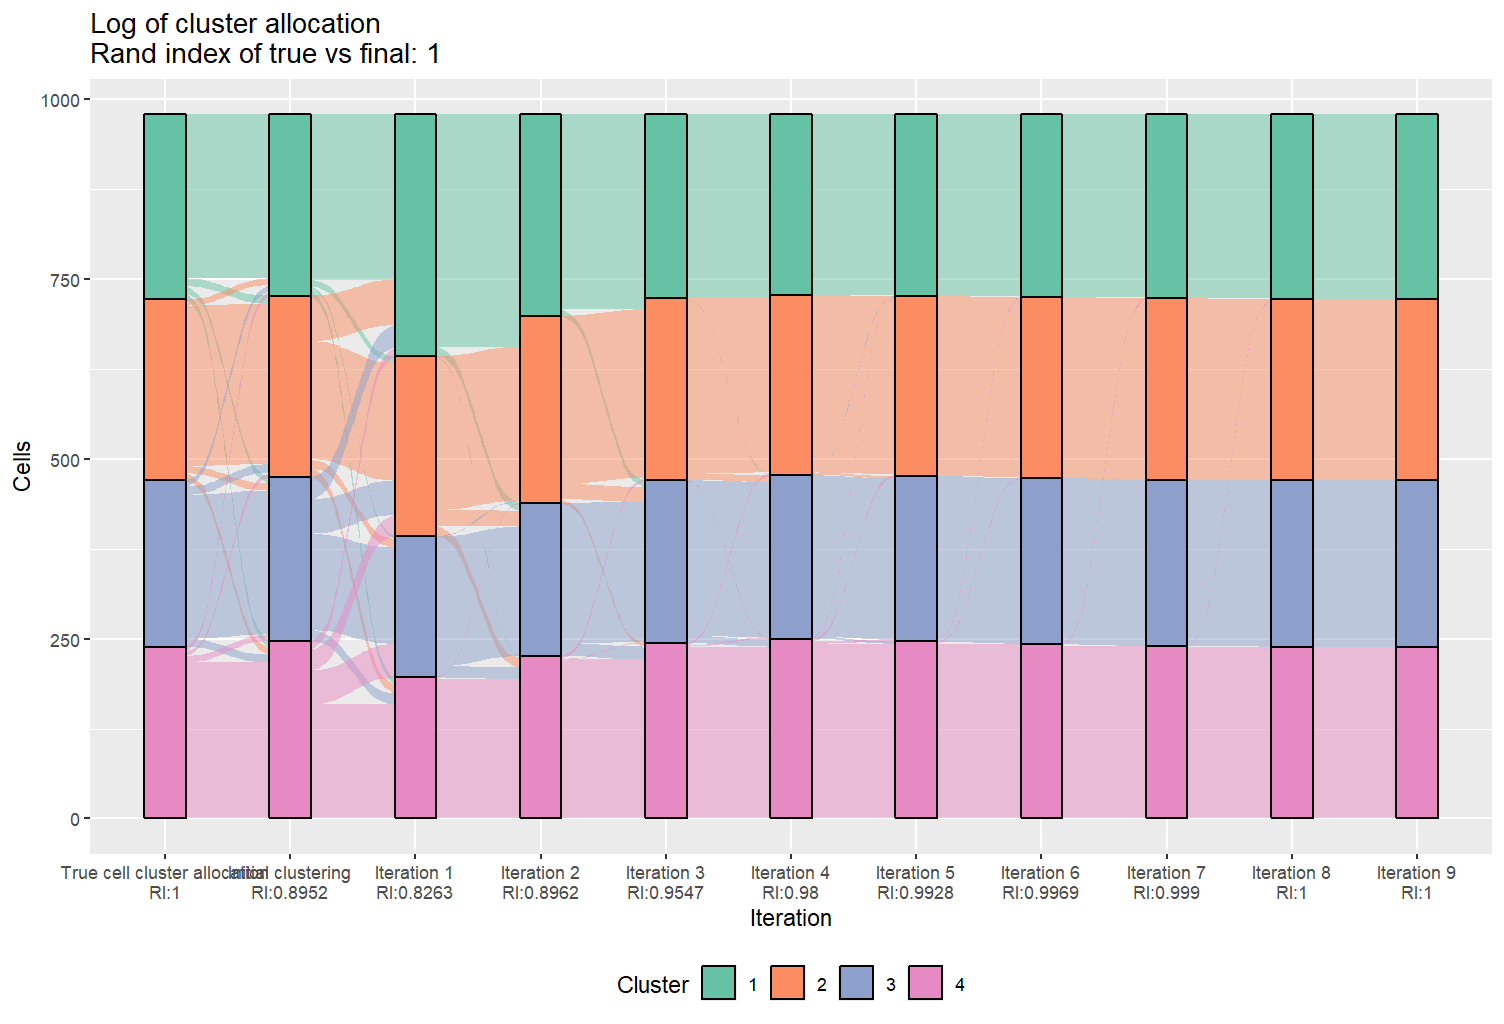 Log of cluster allocation
Rand index of true vs final: 1
Cells
1000
750
500
250
0
True cell cluster allocation Initial clustering Iteration 1 Iteration 2 Iteration 3 Iteration 4 Iteration 5 Iteration 6 Iteration 7 Iteration 8 Iteration 9
RI:1 RI:0.8952 RI:0.8263 RI:0.8962 RI:0.9547 RI:0.98 RI:0.9928 RI:0.9969 RI:0.999 RI:1 RI:1
Iteration
Cluster 1 2 3 4